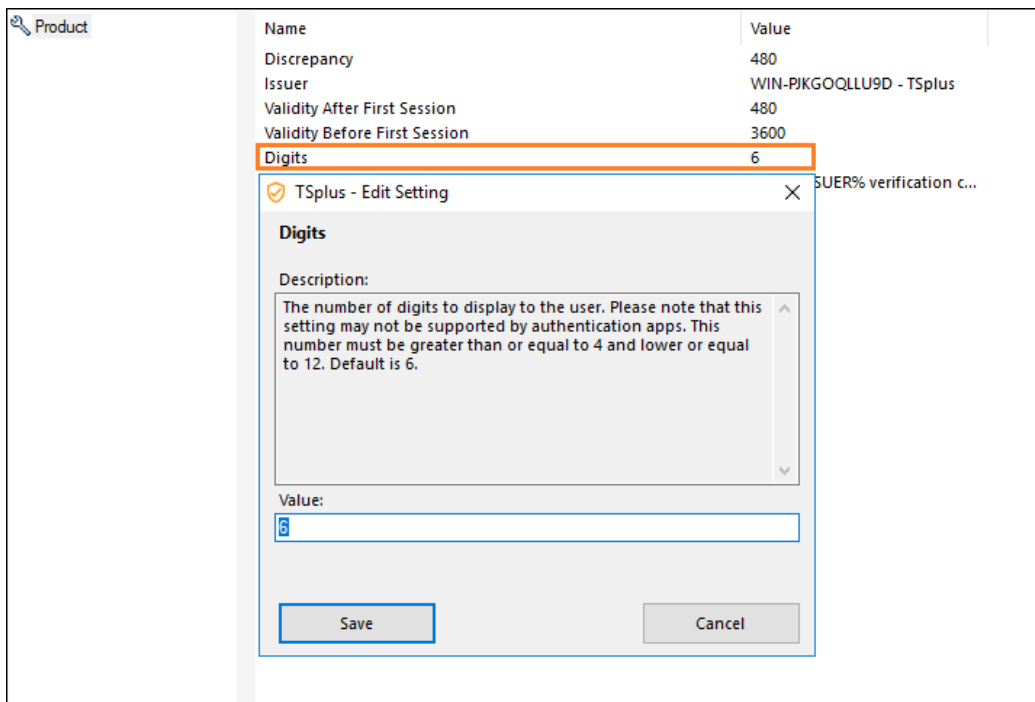 Product
Name Value
Discrepancy 480
Issuer WIN-PJKGOQLLU9D - TSplus
Validity After First Session 480
Validity Before First Session 3600
Digits 6
SUER% verification c...
TSplus - Edit Setting
Digits
Description:
The number of digits to display to the user. Please note that this
setting may not be supported by authentication apps. This
number must be greater than or equal to 4 and lower or equal
to 12. Default is 6.
Value:
6
Save Cancel